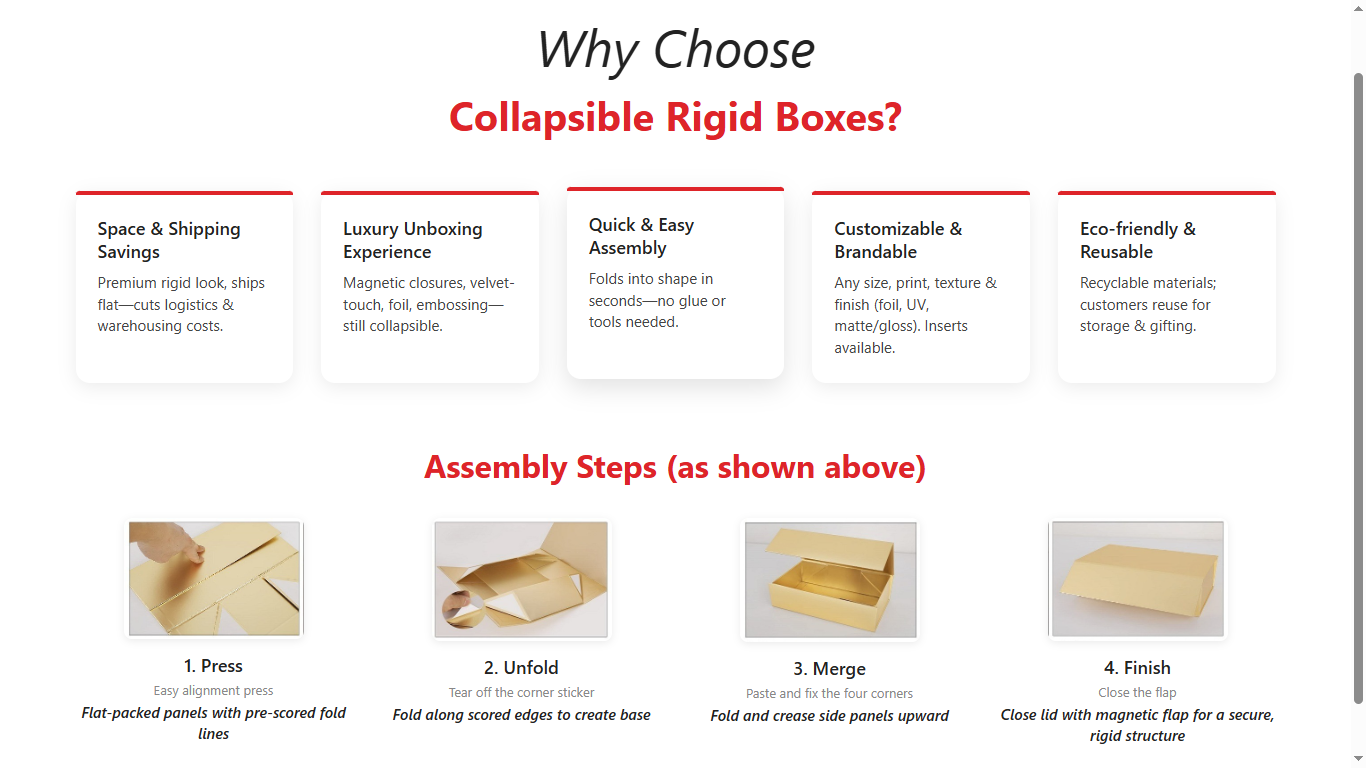 Why Choose
Collapsible Rigid Boxes?
Space & Shipping
Savings
Premium rigid look, ships
flat—cuts logistics &
warehousing costs.
Luxury Unboxing
Experience
Magnetic closures, velvet-
touch, foil, embossing—
still collapsible.
Quick & Easy
Assembly
Folds into shape in
seconds—no glue or
tools needed.
Customizable &
Brandable
Any size, print, texture &
finish (foil, UV,
matte/gloss). Inserts
available.
Eco-friendly &
Reusable
Recyclable materials;
customers reuse for
storage & gifting.
Assembly Steps (as shown above)
1. Press
Easy alignment press
Flat-packed panels with pre-scored fold
lines
2. Unfold
Tear off the corner sticker
Fold along scored edges to create base
3. Merge
Paste and fix the four corners
Fold and crease side panels upward
4. Finish
Close the flap
Close lid with magnetic flap for a secure,
rigid structure